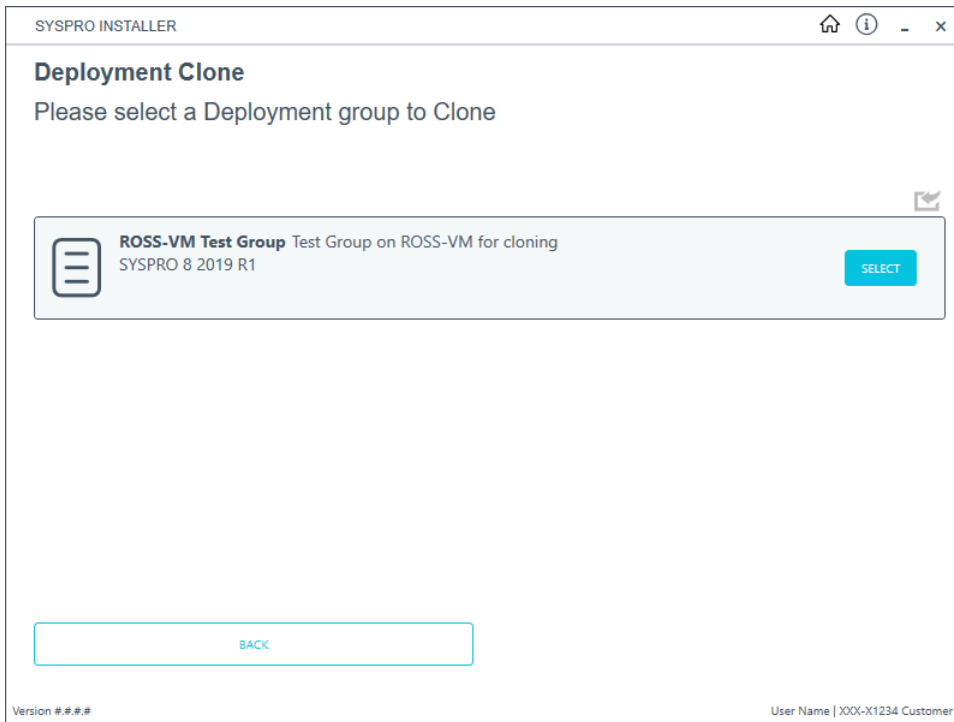 SYSPRO INSTALLER
Deployment Clone
Please select a Deployment group to Clone
ROSS-VM Test Group Test Group on ROSS-VM for cloning
SYSPRO 8 2019 R1
SELECT
BACK
Version #.#.#.#
User Name | XXX-X1234 Customer